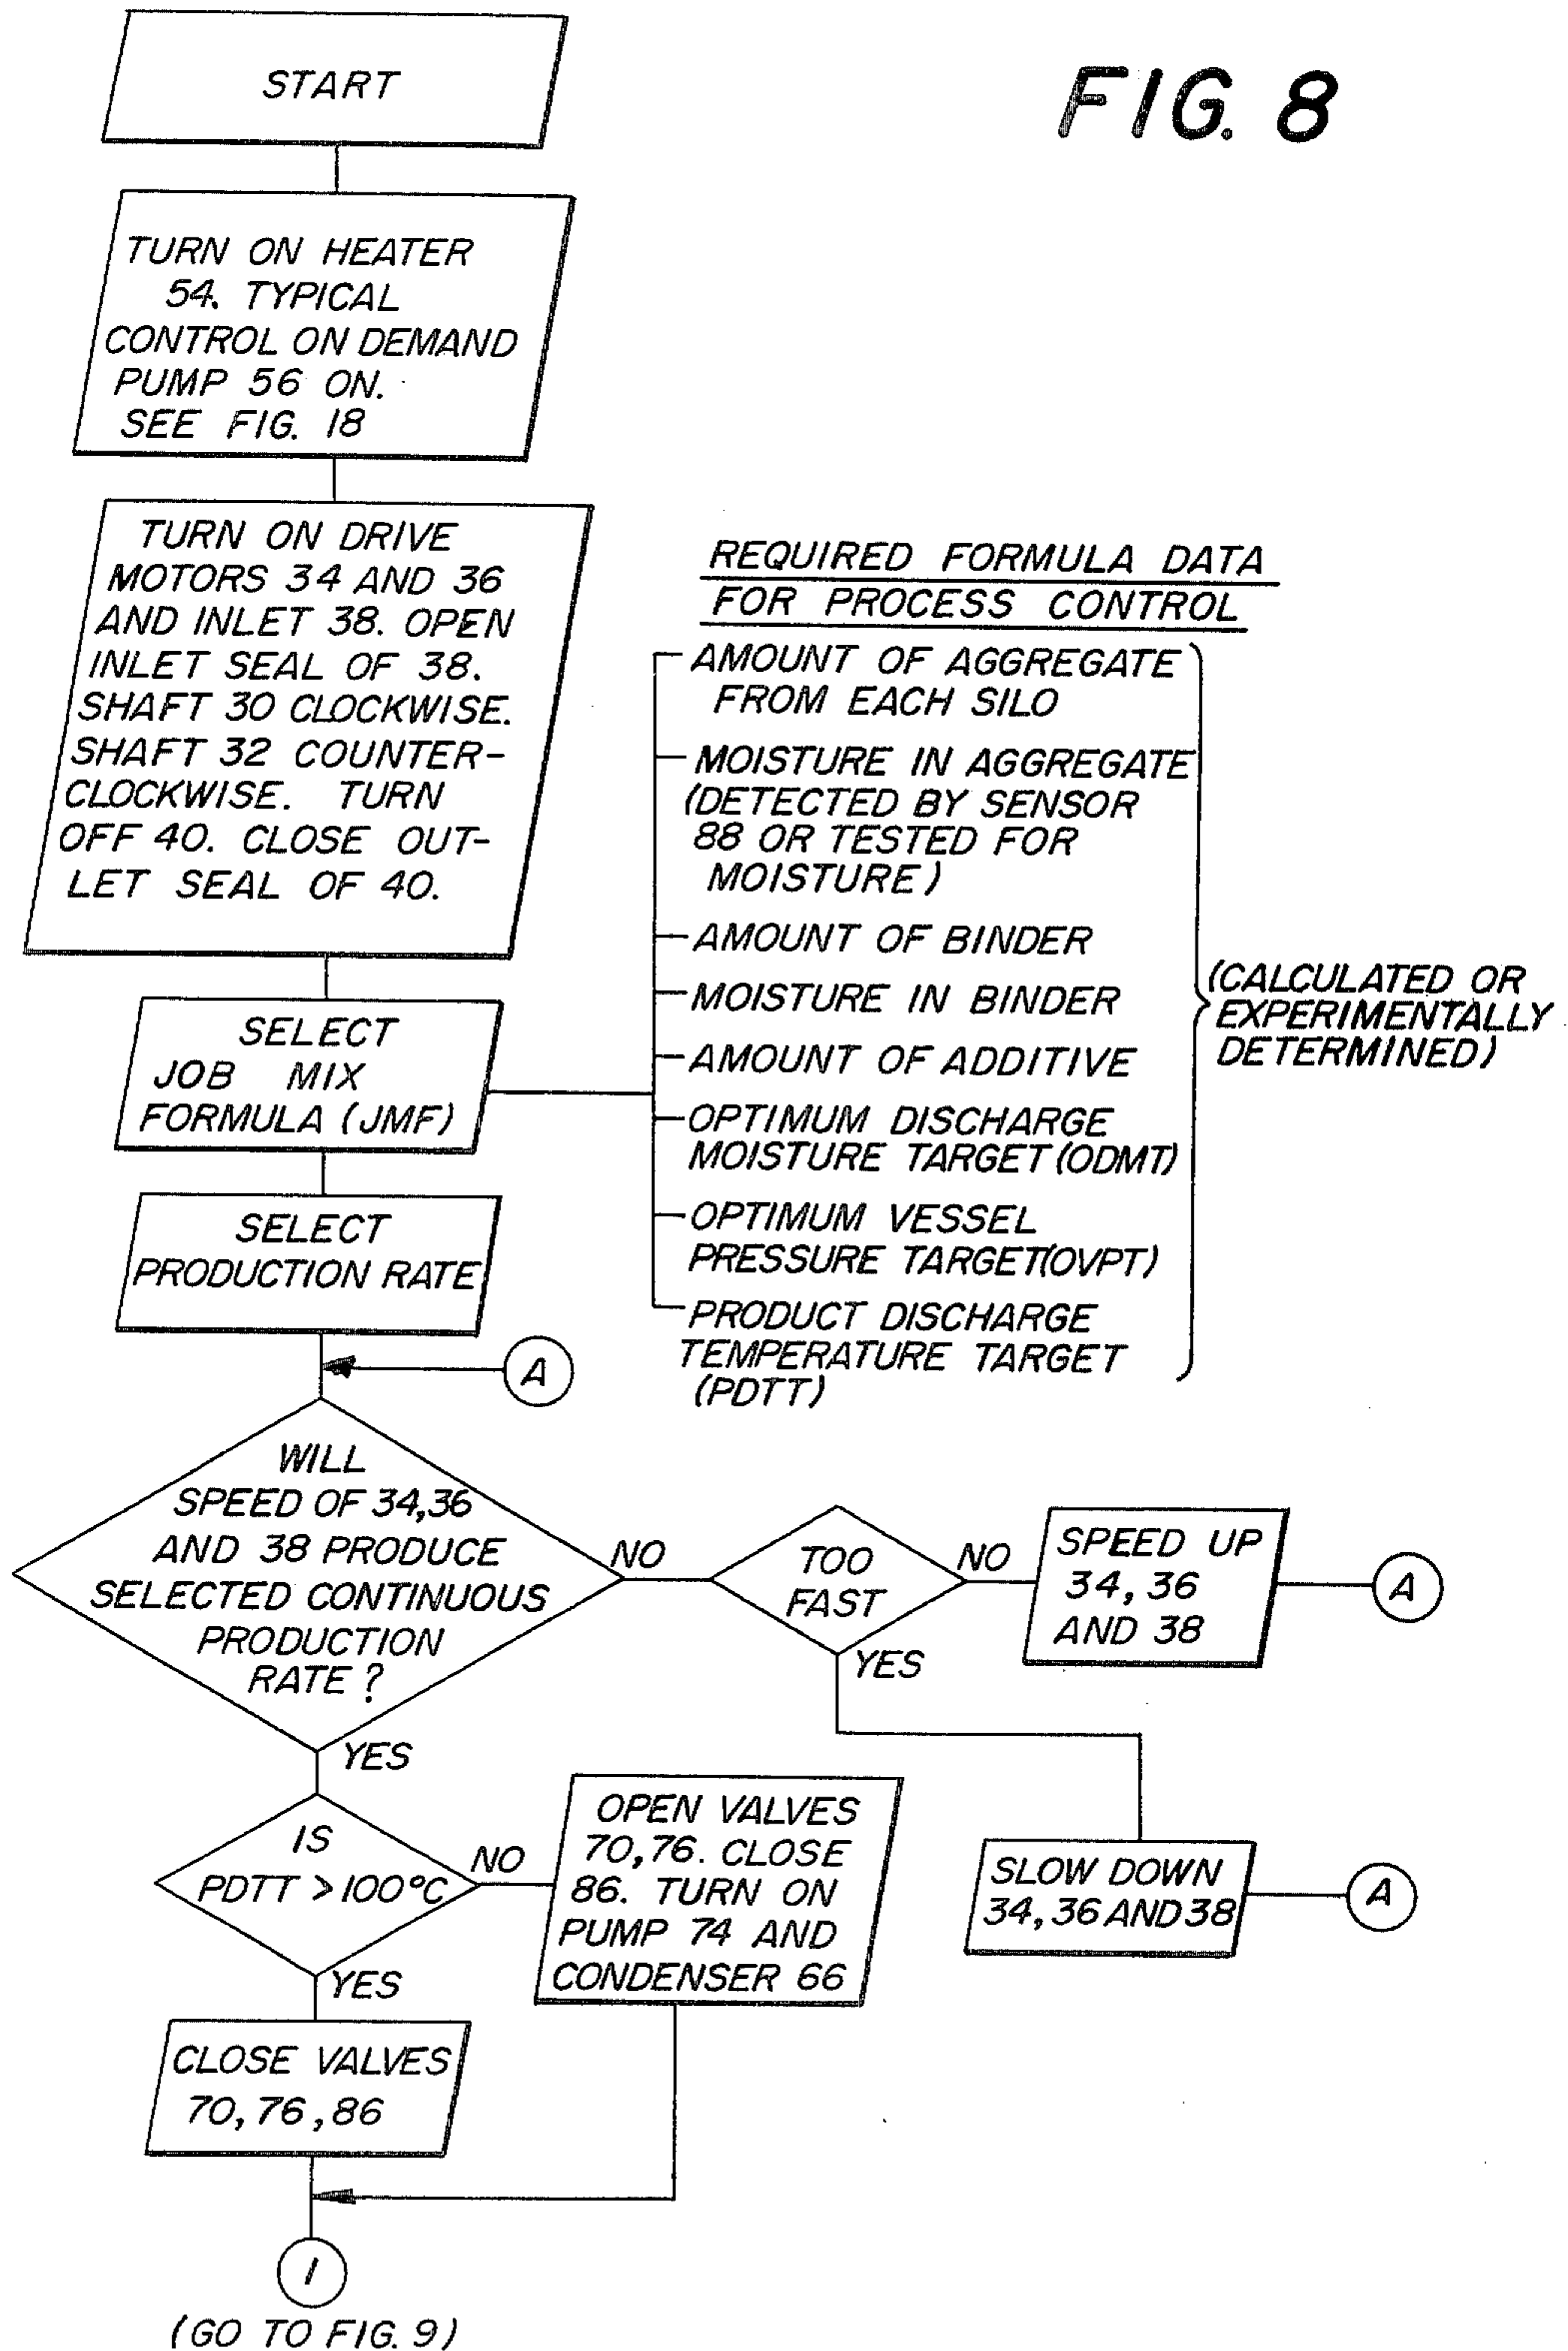 FIG. 8
START
TURN ON HEATER
54. TYPICAL
CONTROL ON DEMAND
PUMP 56 ON.
SEE FIG. 18
TURN ON DRIVE
MOTORS 34 AND 36
AND INLET 38. OPEN
INLET SEAL OF 38.
SHAFT 30 CLOCKWISE.
SHAFT 32 COUNTER-
CLOCKWISE. TURN
OFF 40. CLOSE OUT-
LET SEAL OF 40.
SELECT
JOB MIX
FORMULA (JMF)
REQUIRED FORMULA DATA
FOR PROCESS CONTROL
AMOUNT OF AGGREGATE
FROM EACH SILO
MOISTURE IN AGGREGATE
(DETECTED BY SENSOR
88 OR TESTED FOR
MOISTURE)
AMOUNT OF BINDER
MOISTURE IN BINDER
AMOUNT OF ADDITIVE
OPTIMUM DISCHARGE
MOISTURE TARGET (ODMT)
OPTIMUM VESSEL
PRESSURE TARGET(OVPT)
PRODUCT DISCHARGE
TEMPERATURE TARGET
(PDTT)
(CALCULATED OR
EXPERIMENTALLY
DETERMINED)
SELECT
PRODUCTION RATE
A
WILL
SPEED OF 34,36
AND 38 PRODUCE
SELECTED CONTINUOUS
PRODUCTION
RATE ?
NO
TOO
FAST
NO
SPEED UP
34, 36
AND 38
A
YES
SLOW DOWN
34, 36 AND 38
A
YES
IS
PDTT > 100°C
NO
OPEN VALVES
70, 76. CLOSE
86. TURN ON
PUMP 74 AND
CONDENSER 66
YES
CLOSE VALVES
70, 76, 86
1
(GO TO FIG. 9)